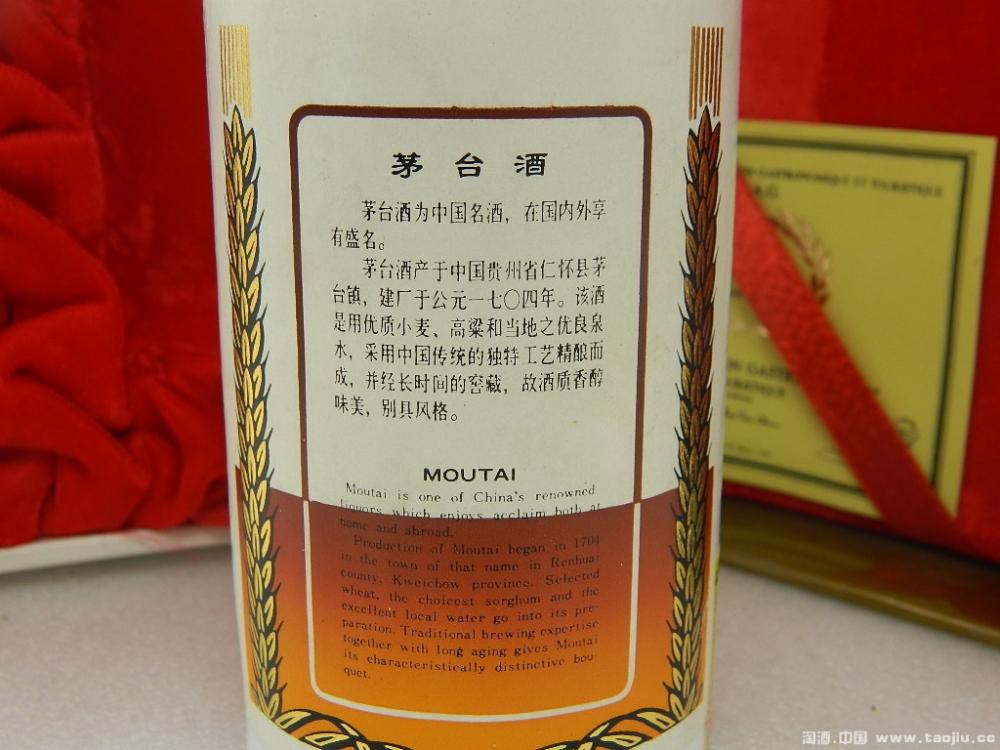 茅台酒
茅台酒为中国名酒，在国内外享
有盛名。
茅台酒产于中国贵州省仁怀县茅
台镇，建厂于公元一七〇四年。该酒
是用优质小麦、高粱和当地之优良泉
水，采用中国传统的独特工艺精酿而
成，并经长时间的窖藏，故酒质香醇
味美，别具风格。
MOUTAI
Moutai is one of China's renowned
liquors which enjoys acclaim both at
home and abroad.
Production of Moutai began in 1704
in the town of that name in Renhuai
county, Kweichow province. Selected
wheat, the choicest sorghum and the
excellent local water go into its pre-
paration. Traditional brewing expertise
together with long aging gives Moutai
its characteristically distinctive bou-
quet.
GASTRONOMIQUE ET TOURISTIQUE
淘酒.中国 www.taojiu.cc